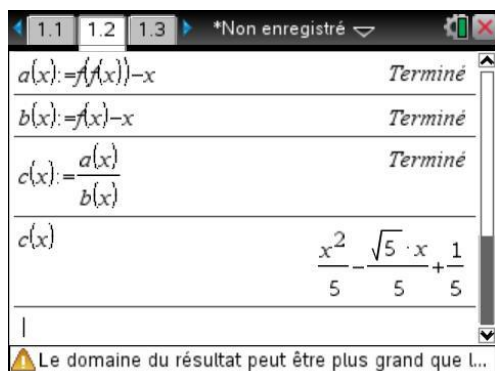 1.1 1.2 1.3 *Non enregistré
a(x):=f(f(x))−x Terminé
b(x):=f(x)−x Terminé
c(x):=a(x)/b(x) Terminé
c(x) x²/5−√5·x/5+1/5
Le domaine du résultat peut être plus grand que l...